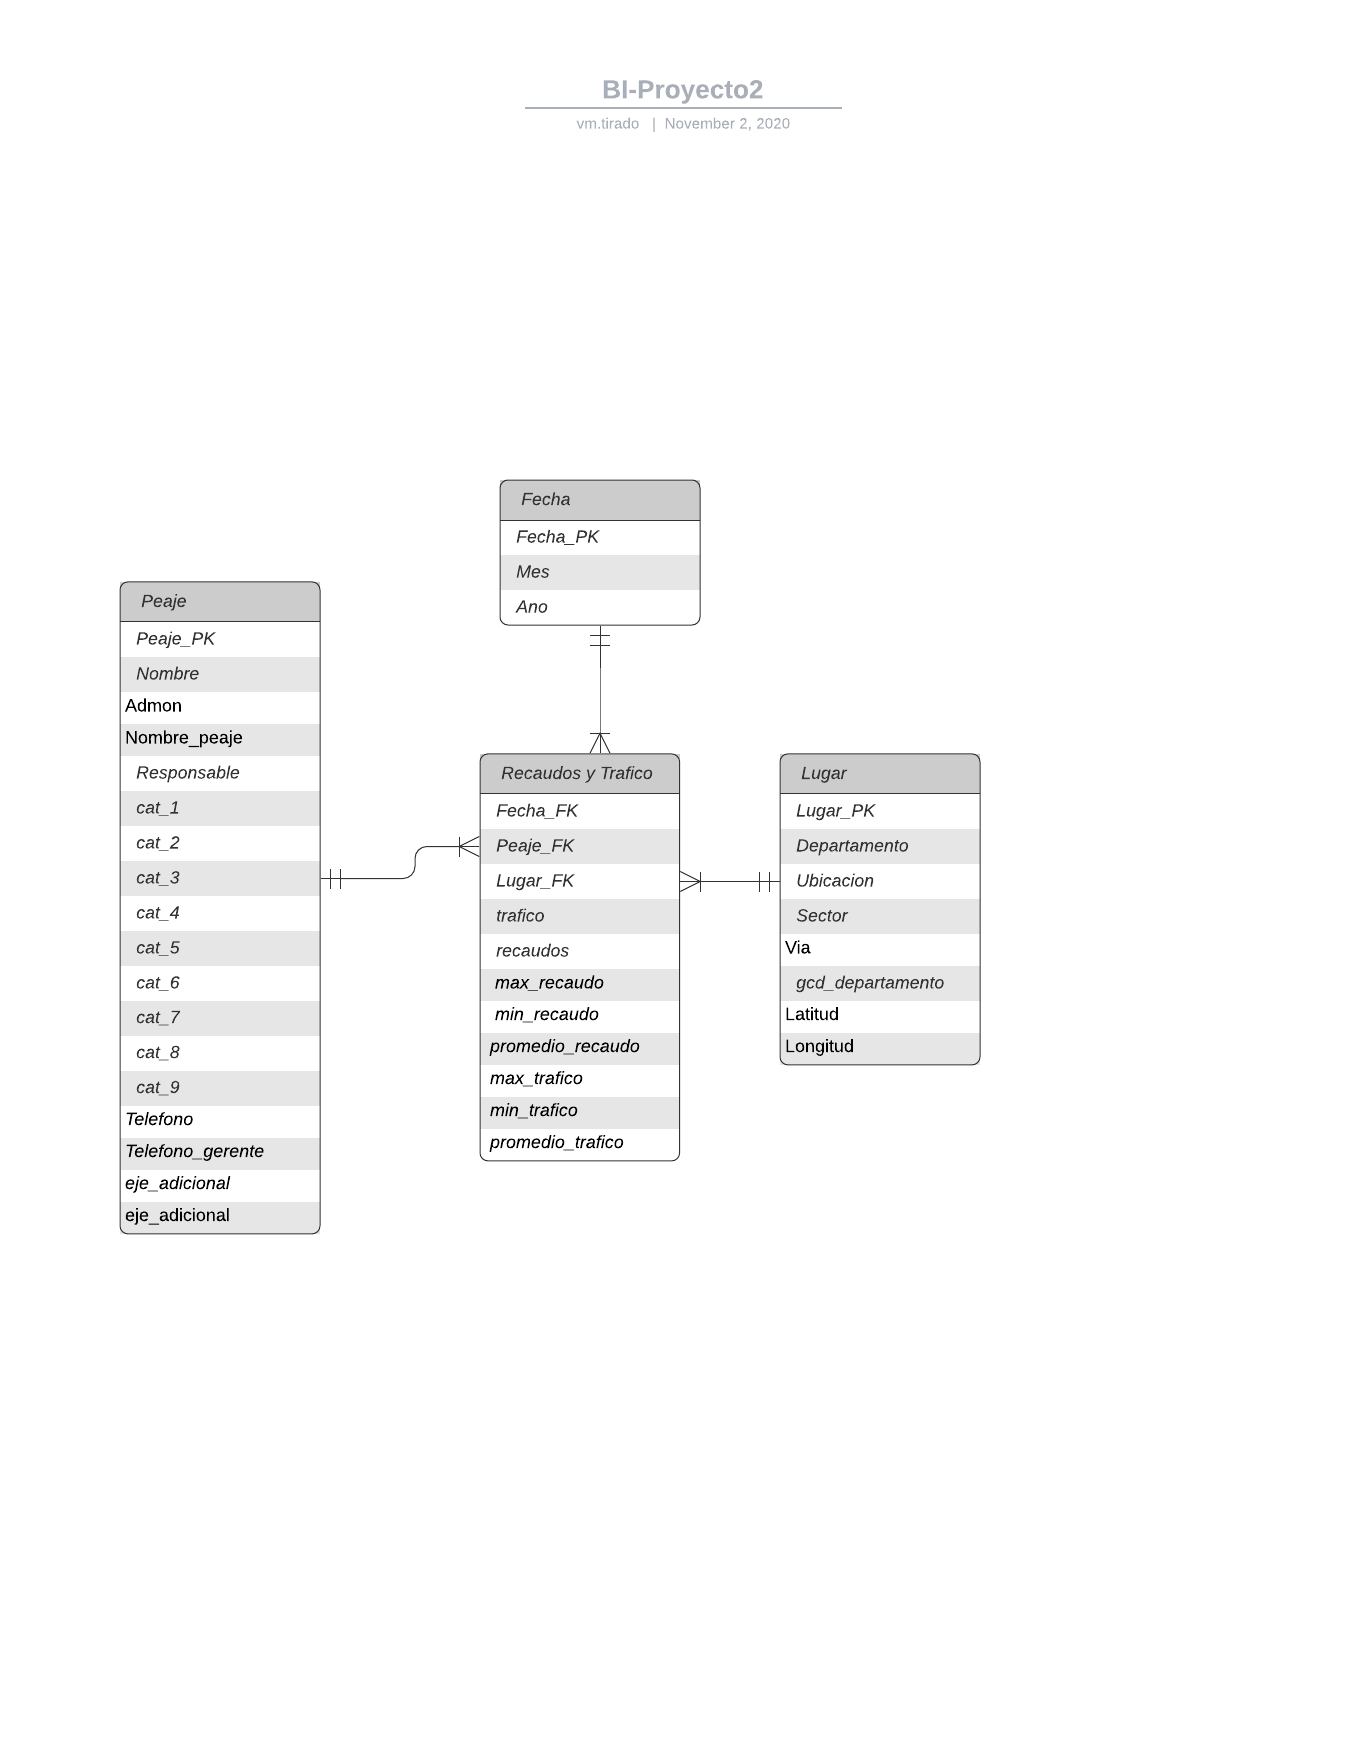 BI-Proyecto2
vm.tirado | November 2, 2020
Fecha
Fecha_PK
Mes
Ano
Peaje
Peaje_PK
Nombre
Admon
Nombre_peaje
Responsable
cat_1
cat_2
cat_3
cat_4
cat_5
cat_6
cat_7
cat_8
cat_9
Telefono
Telefono_gerente
eje_adicional
eje_adicional
Recaudos y Trafico
Fecha_FK
Peaje_FK
Lugar_FK
trafico
recaudos
max_recaudo
min_recaudo
promedio_recaudo
max_trafico
min_trafico
promedio_trafico
Lugar
Lugar_PK
Departamento
Ubicacion
Sector
Via
gcd_departamento
Latitud
Longitud